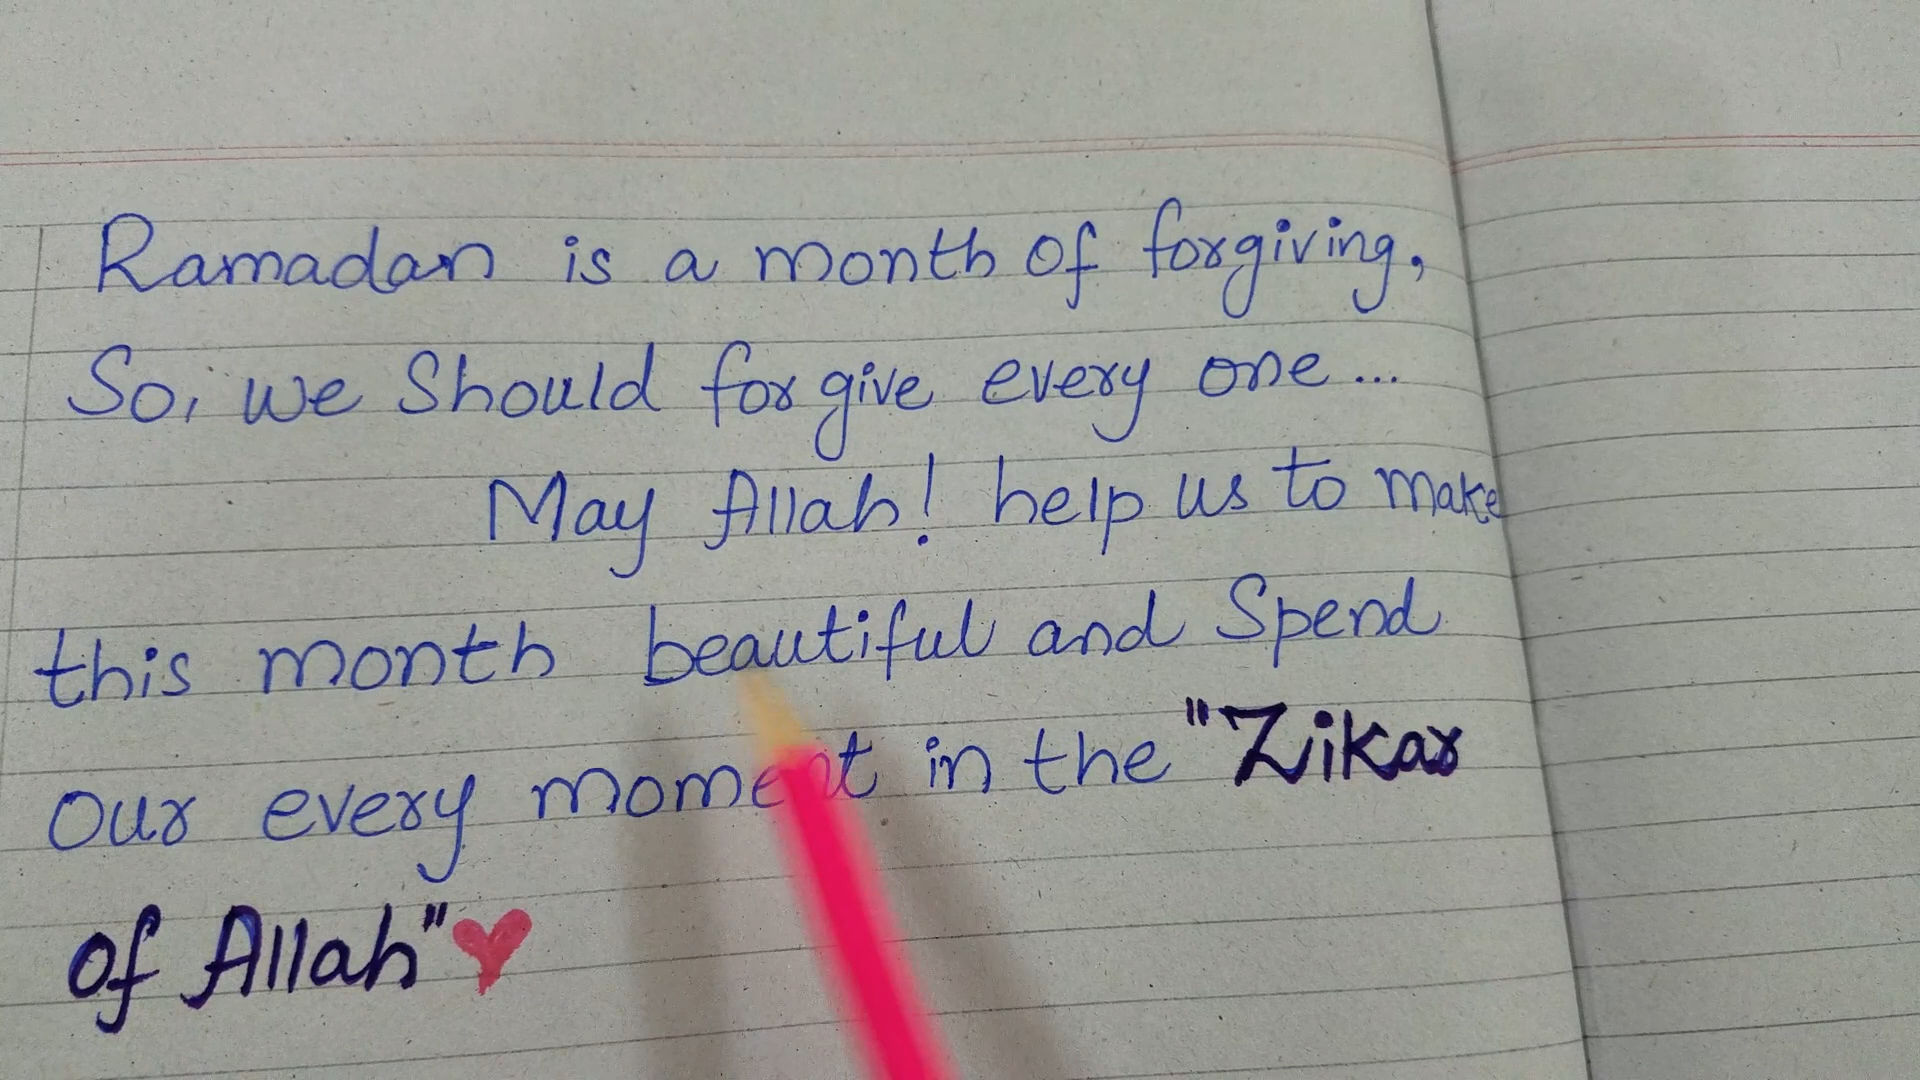 Ramadan is a month of forgiving,
So, we Should forgive every one...
May Allah! help us to make
this month beautiful and Spend
our every moment in the "Zikar
of Allah"